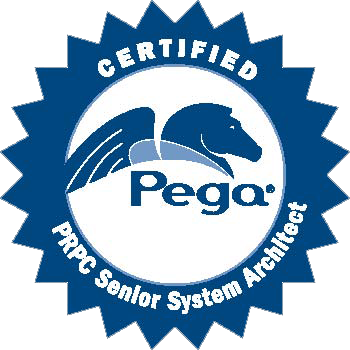 CERTIFIED
Pega®
PRPC Senior System Architect